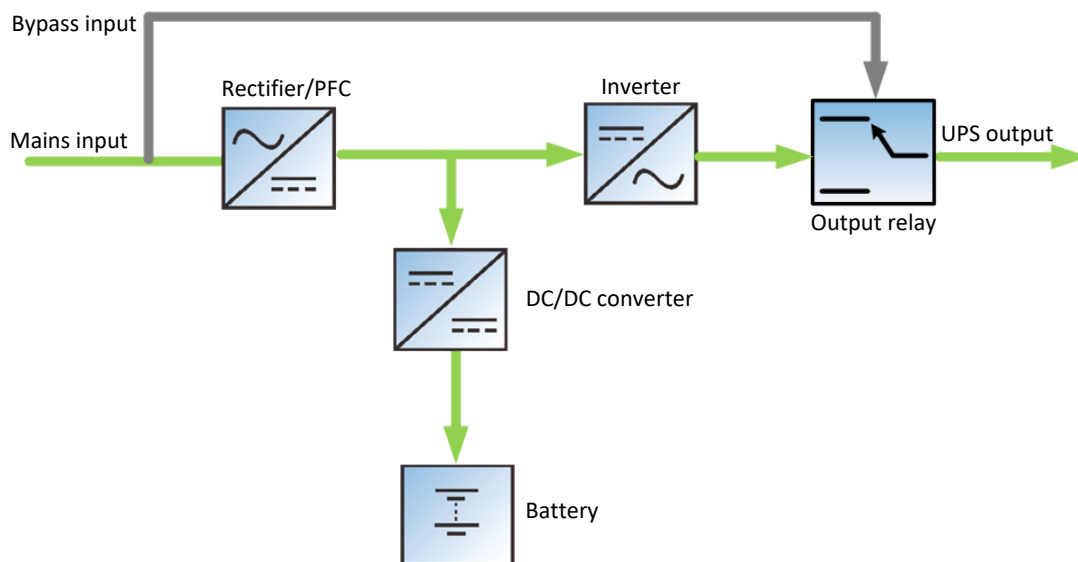 Bypass input
Rectifier/PFC
Inverter
Mains input
UPS output
Output relay
DC/DC converter
Battery